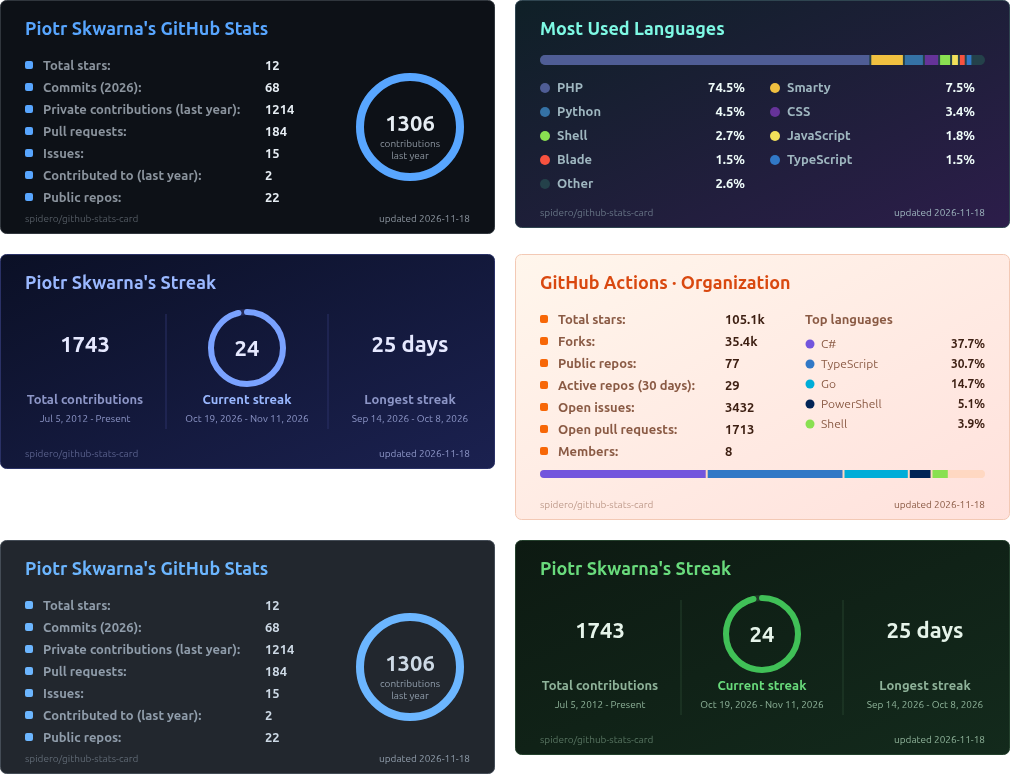 Piotr Skwarna's GitHub Stats
Total stars: 12
Commits (2026): 68
Private contributions (last year): 1214
Pull requests: 184
Issues: 15
Contributed to (last year): 2
Public repos: 22
1306
contributions
last year
spidero/github-stats-card updated 2026-11-18
Most Used Languages
PHP 74.5% Smarty 7.5%
Python 4.5% CSS 3.4%
Shell 2.7% JavaScript 1.8%
Blade 1.5% TypeScript 1.5%
Other 2.6%
spidero/github-stats-card updated 2026-11-18
Piotr Skwarna's Streak
1743 24 25 days
Total contributions Current streak Longest streak
Jul 5, 2012 - Present Oct 19, 2026 - Nov 11, 2026 Sep 14, 2026 - Oct 8, 2026
spidero/github-stats-card updated 2026-11-18
GitHub Actions · Organization
Total stars: 105.1k
Forks: 35.4k
Public repos: 77
Active repos (30 days): 29
Open issues: 3432
Open pull requests: 1713
Members: 8
Top languages
C# 37.7%
TypeScript 30.7%
Go 14.7%
PowerShell 5.1%
Shell 3.9%
spidero/github-stats-card updated 2026-11-18
Piotr Skwarna's GitHub Stats
Total stars: 12
Commits (2026): 68
Private contributions (last year): 1214
Pull requests: 184
Issues: 15
Contributed to (last year): 2
Public repos: 22
1306
contributions
last year
spidero/github-stats-card updated 2026-11-18
Piotr Skwarna's Streak
1743 24 25 days
Total contributions Current streak Longest streak
Jul 5, 2012 - Present Oct 19, 2026 - Nov 11, 2026 Sep 14, 2026 - Oct 8, 2026
spidero/github-stats-card updated 2026-11-18